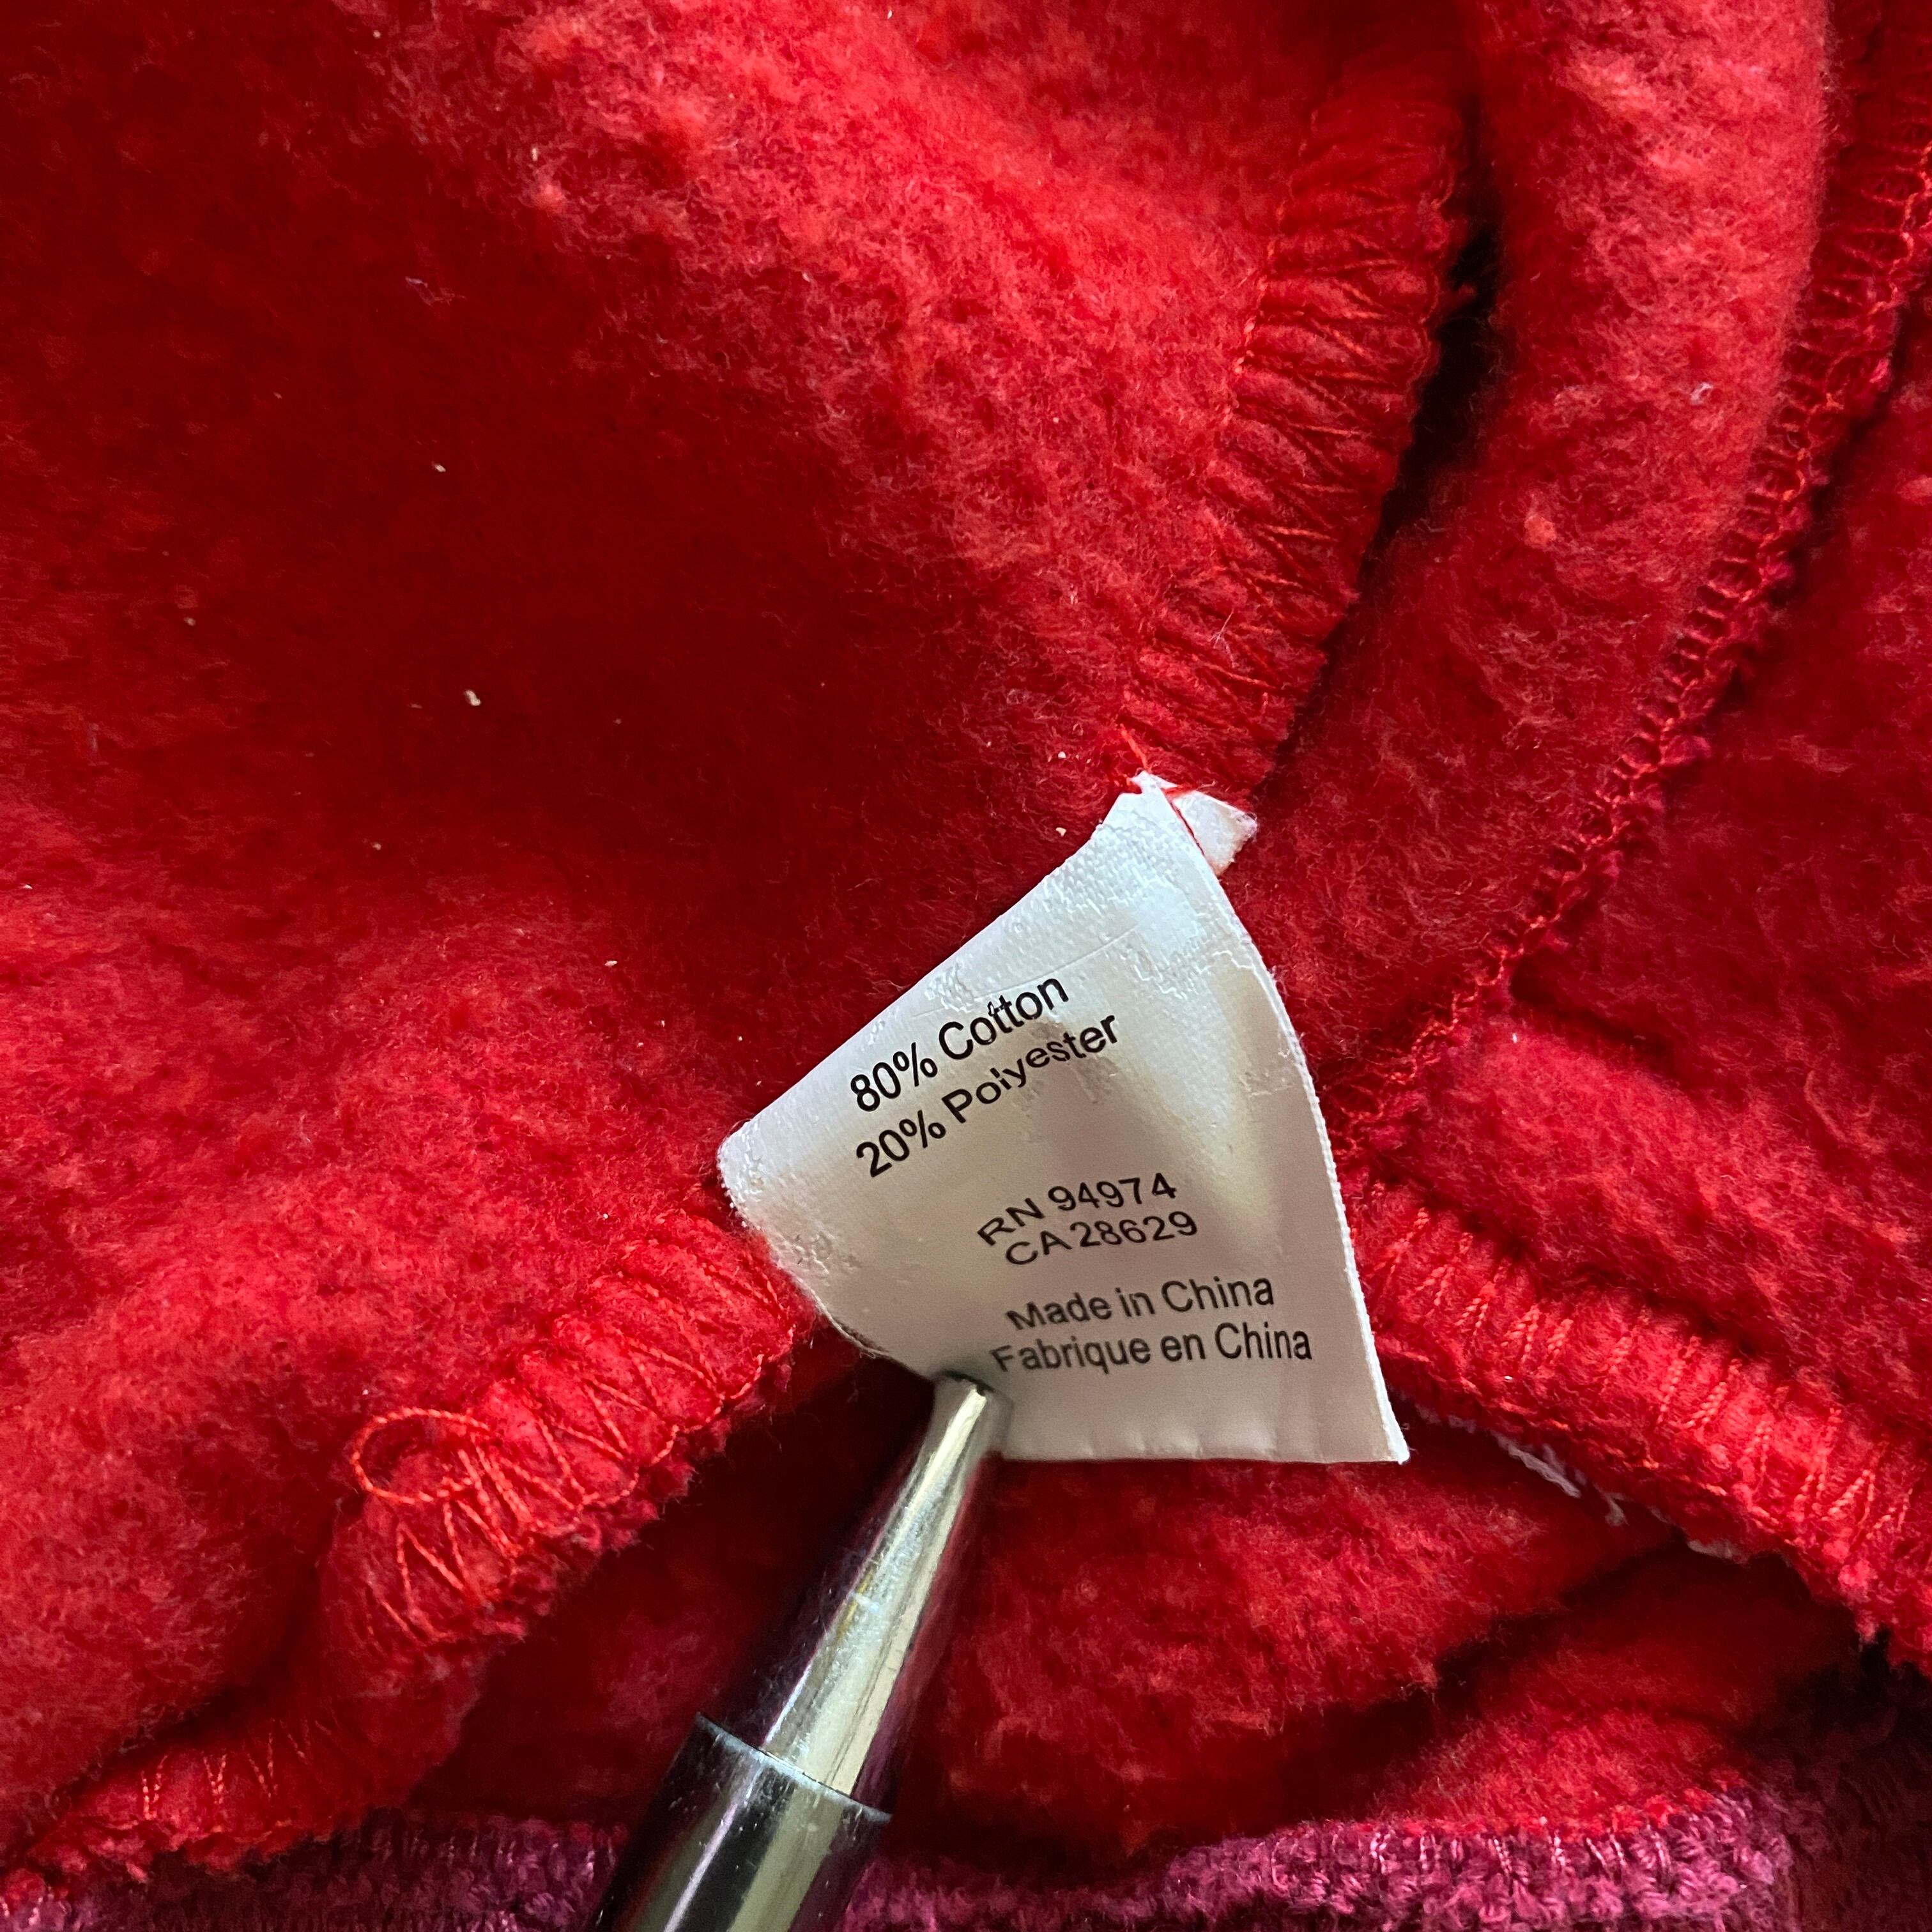 80% Cotton
20% Polyester
RN 94974
CA 28629
Made in China
Fabrique en China